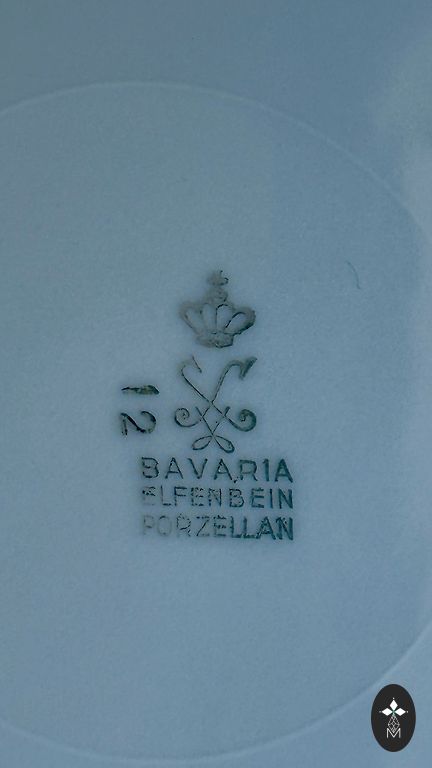 12
BAVARIA
ELFENBEIN
PORZELLAN
M